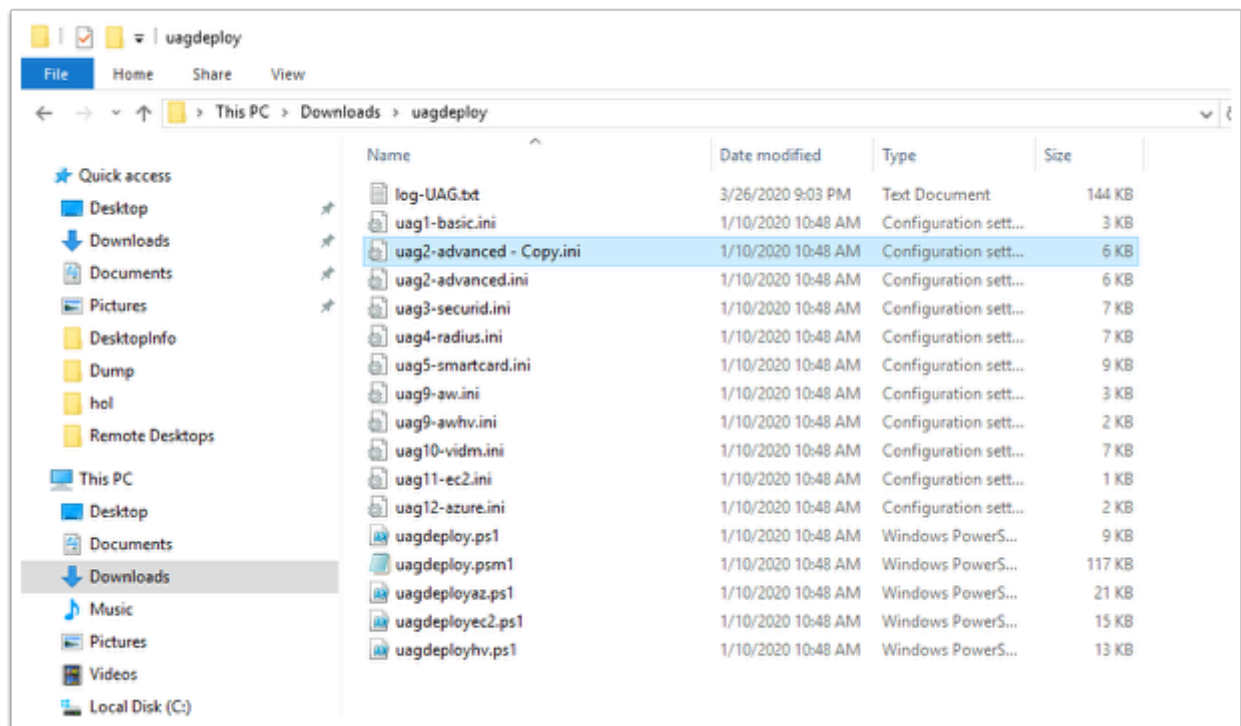 uagdeploy
File Home Share View
This PC > Downloads > uagdeploy
Name Date modified Type Size
Quick access
Desktop
Downloads
Documents
Pictures
DesktopInfo
Dump
hol
Remote Desktops
This PC
Desktop
Documents
Downloads
Music
Pictures
Videos
Local Disk (C:)
log-UAG.txt 3/26/2020 9:03 PM Text Document 144 KB
uag1-basic.ini 1/10/2020 10:48 AM Configuration sett... 3 KB
uag2-advanced - Copy.ini 1/10/2020 10:48 AM Configuration sett... 6 KB
uag2-advanced.ini 1/10/2020 10:48 AM Configuration sett... 6 KB
uag3-securid.ini 1/10/2020 10:48 AM Configuration sett... 7 KB
uag4-radius.ini 1/10/2020 10:48 AM Configuration sett... 7 KB
uag5-smartcard.ini 1/10/2020 10:48 AM Configuration sett... 9 KB
uag9-aw.ini 1/10/2020 10:48 AM Configuration sett... 3 KB
uag9-awhv.ini 1/10/2020 10:48 AM Configuration sett... 2 KB
uag10-vidm.ini 1/10/2020 10:48 AM Configuration sett... 7 KB
uag11-ec2.ini 1/10/2020 10:48 AM Configuration sett... 1 KB
uag12-azure.ini 1/10/2020 10:48 AM Configuration sett... 2 KB
uagdeploy.ps1 1/10/2020 10:48 AM Windows PowerS... 9 KB
uagdeploy.psm1 1/10/2020 10:48 AM Windows PowerS... 117 KB
uagdeployaz.ps1 1/10/2020 10:48 AM Windows PowerS... 21 KB
uagdeployec2.ps1 1/10/2020 10:48 AM Windows PowerS... 15 KB
uagdeployhv.ps1 1/10/2020 10:48 AM Windows PowerS... 13 KB